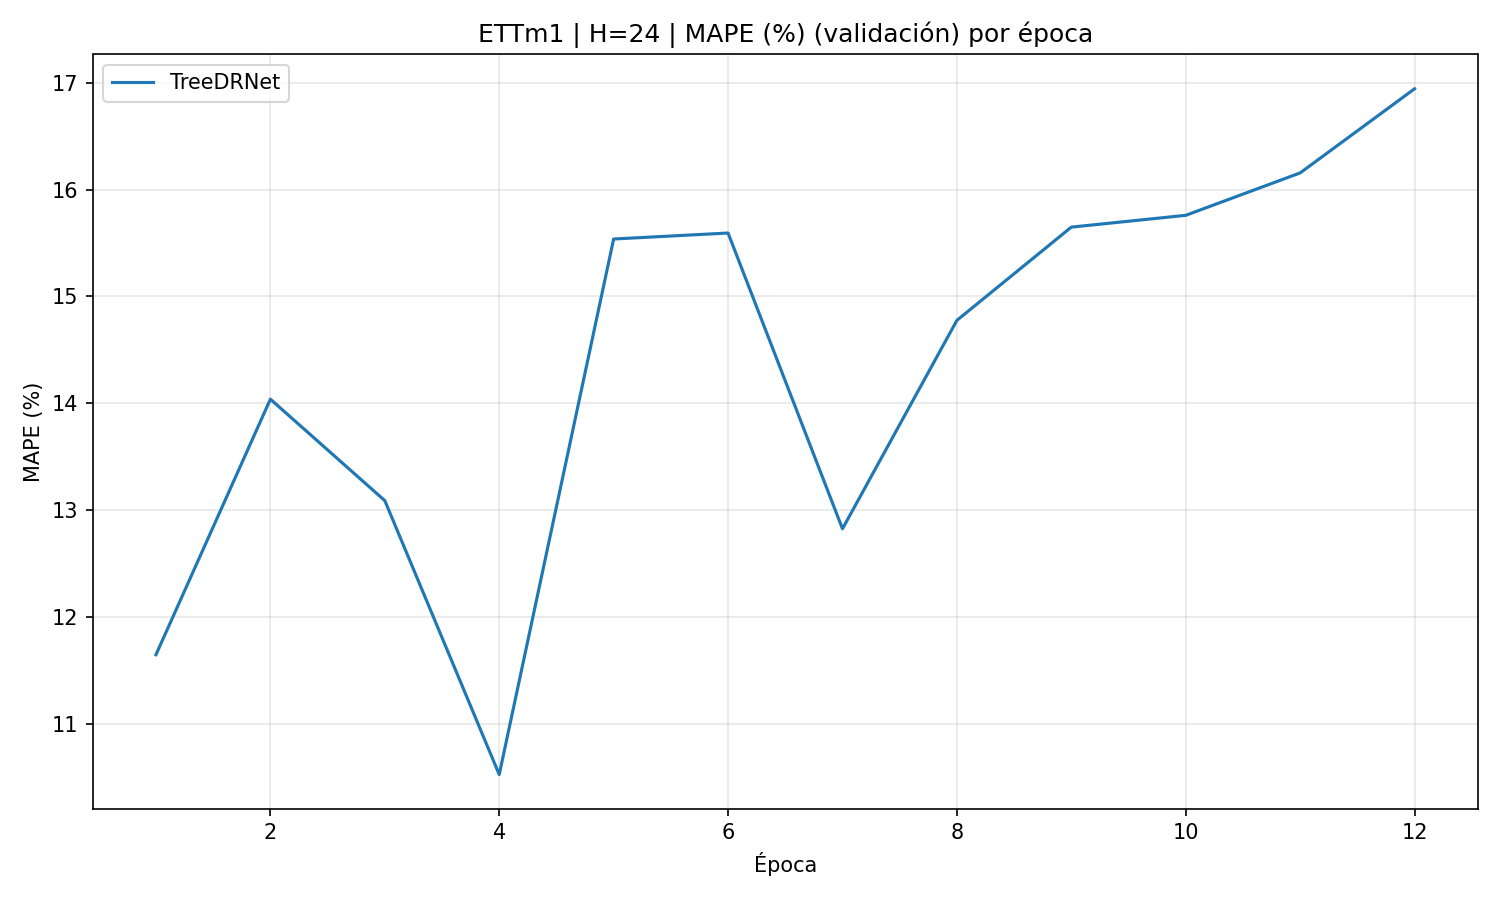 ETTm1 | H=24 | MAPE (%) (validación) por época
TreeDRNet
MAPE (%)
17
16
15
14
13
12
11
2 4 6 8 10 12
Época